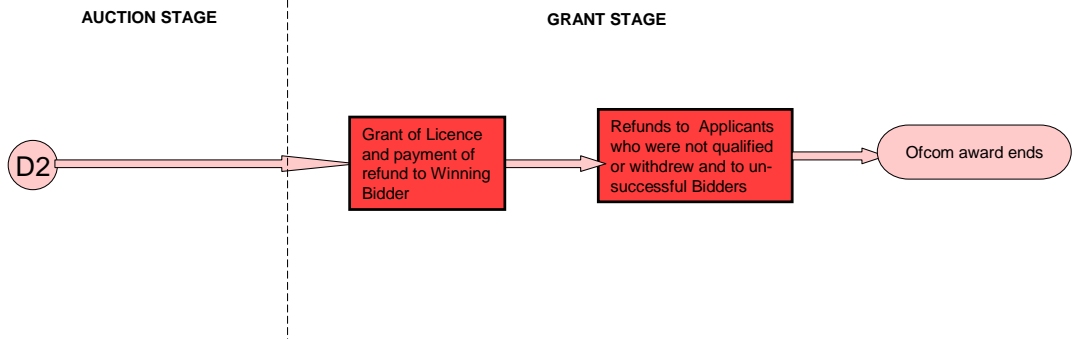 AUCTION STAGE
GRANT STAGE
D2
Grant of Licence
and payment of
refund to Winning
Bidder
Refunds to Applicants
who were not qualified
or withdrew and to un-
successful Bidders
Ofcom award ends